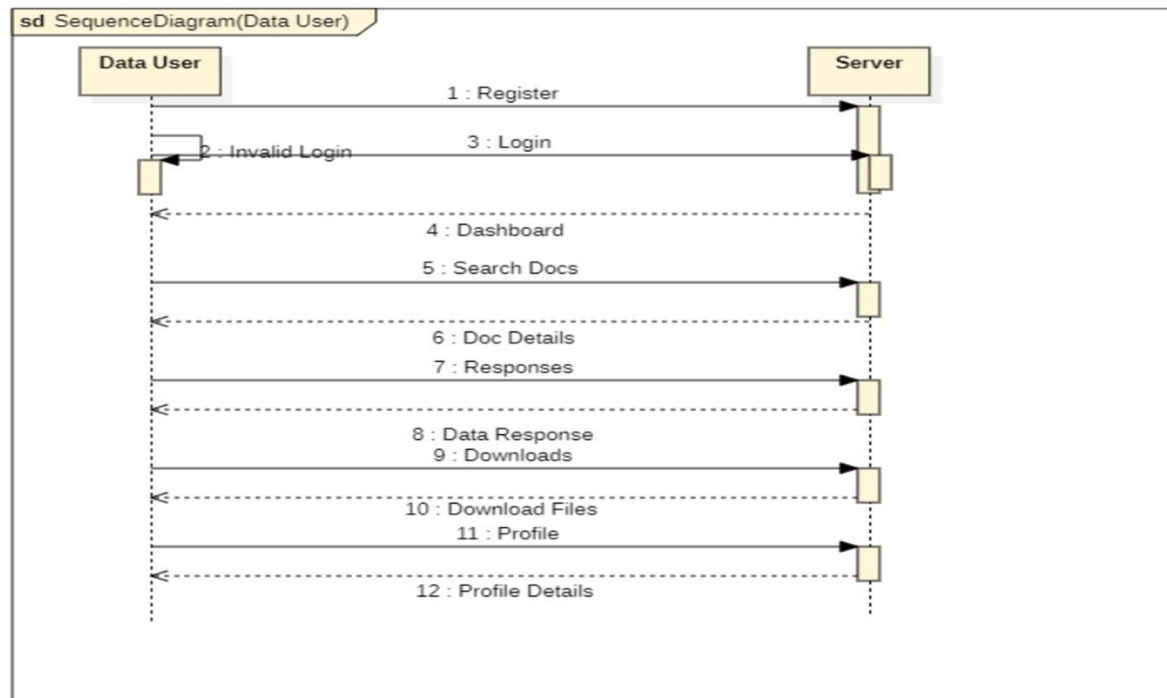 sd SequenceDiagram(Data User)
Data User
Server
1 : Register
3 : Login
2 : Invalid Login
4 : Dashboard
5 : Search Docs
6 : Doc Details
7 : Responses
8 : Data Response
9 : Downloads
10 : Download Files
11 : Profile
12 : Profile Details